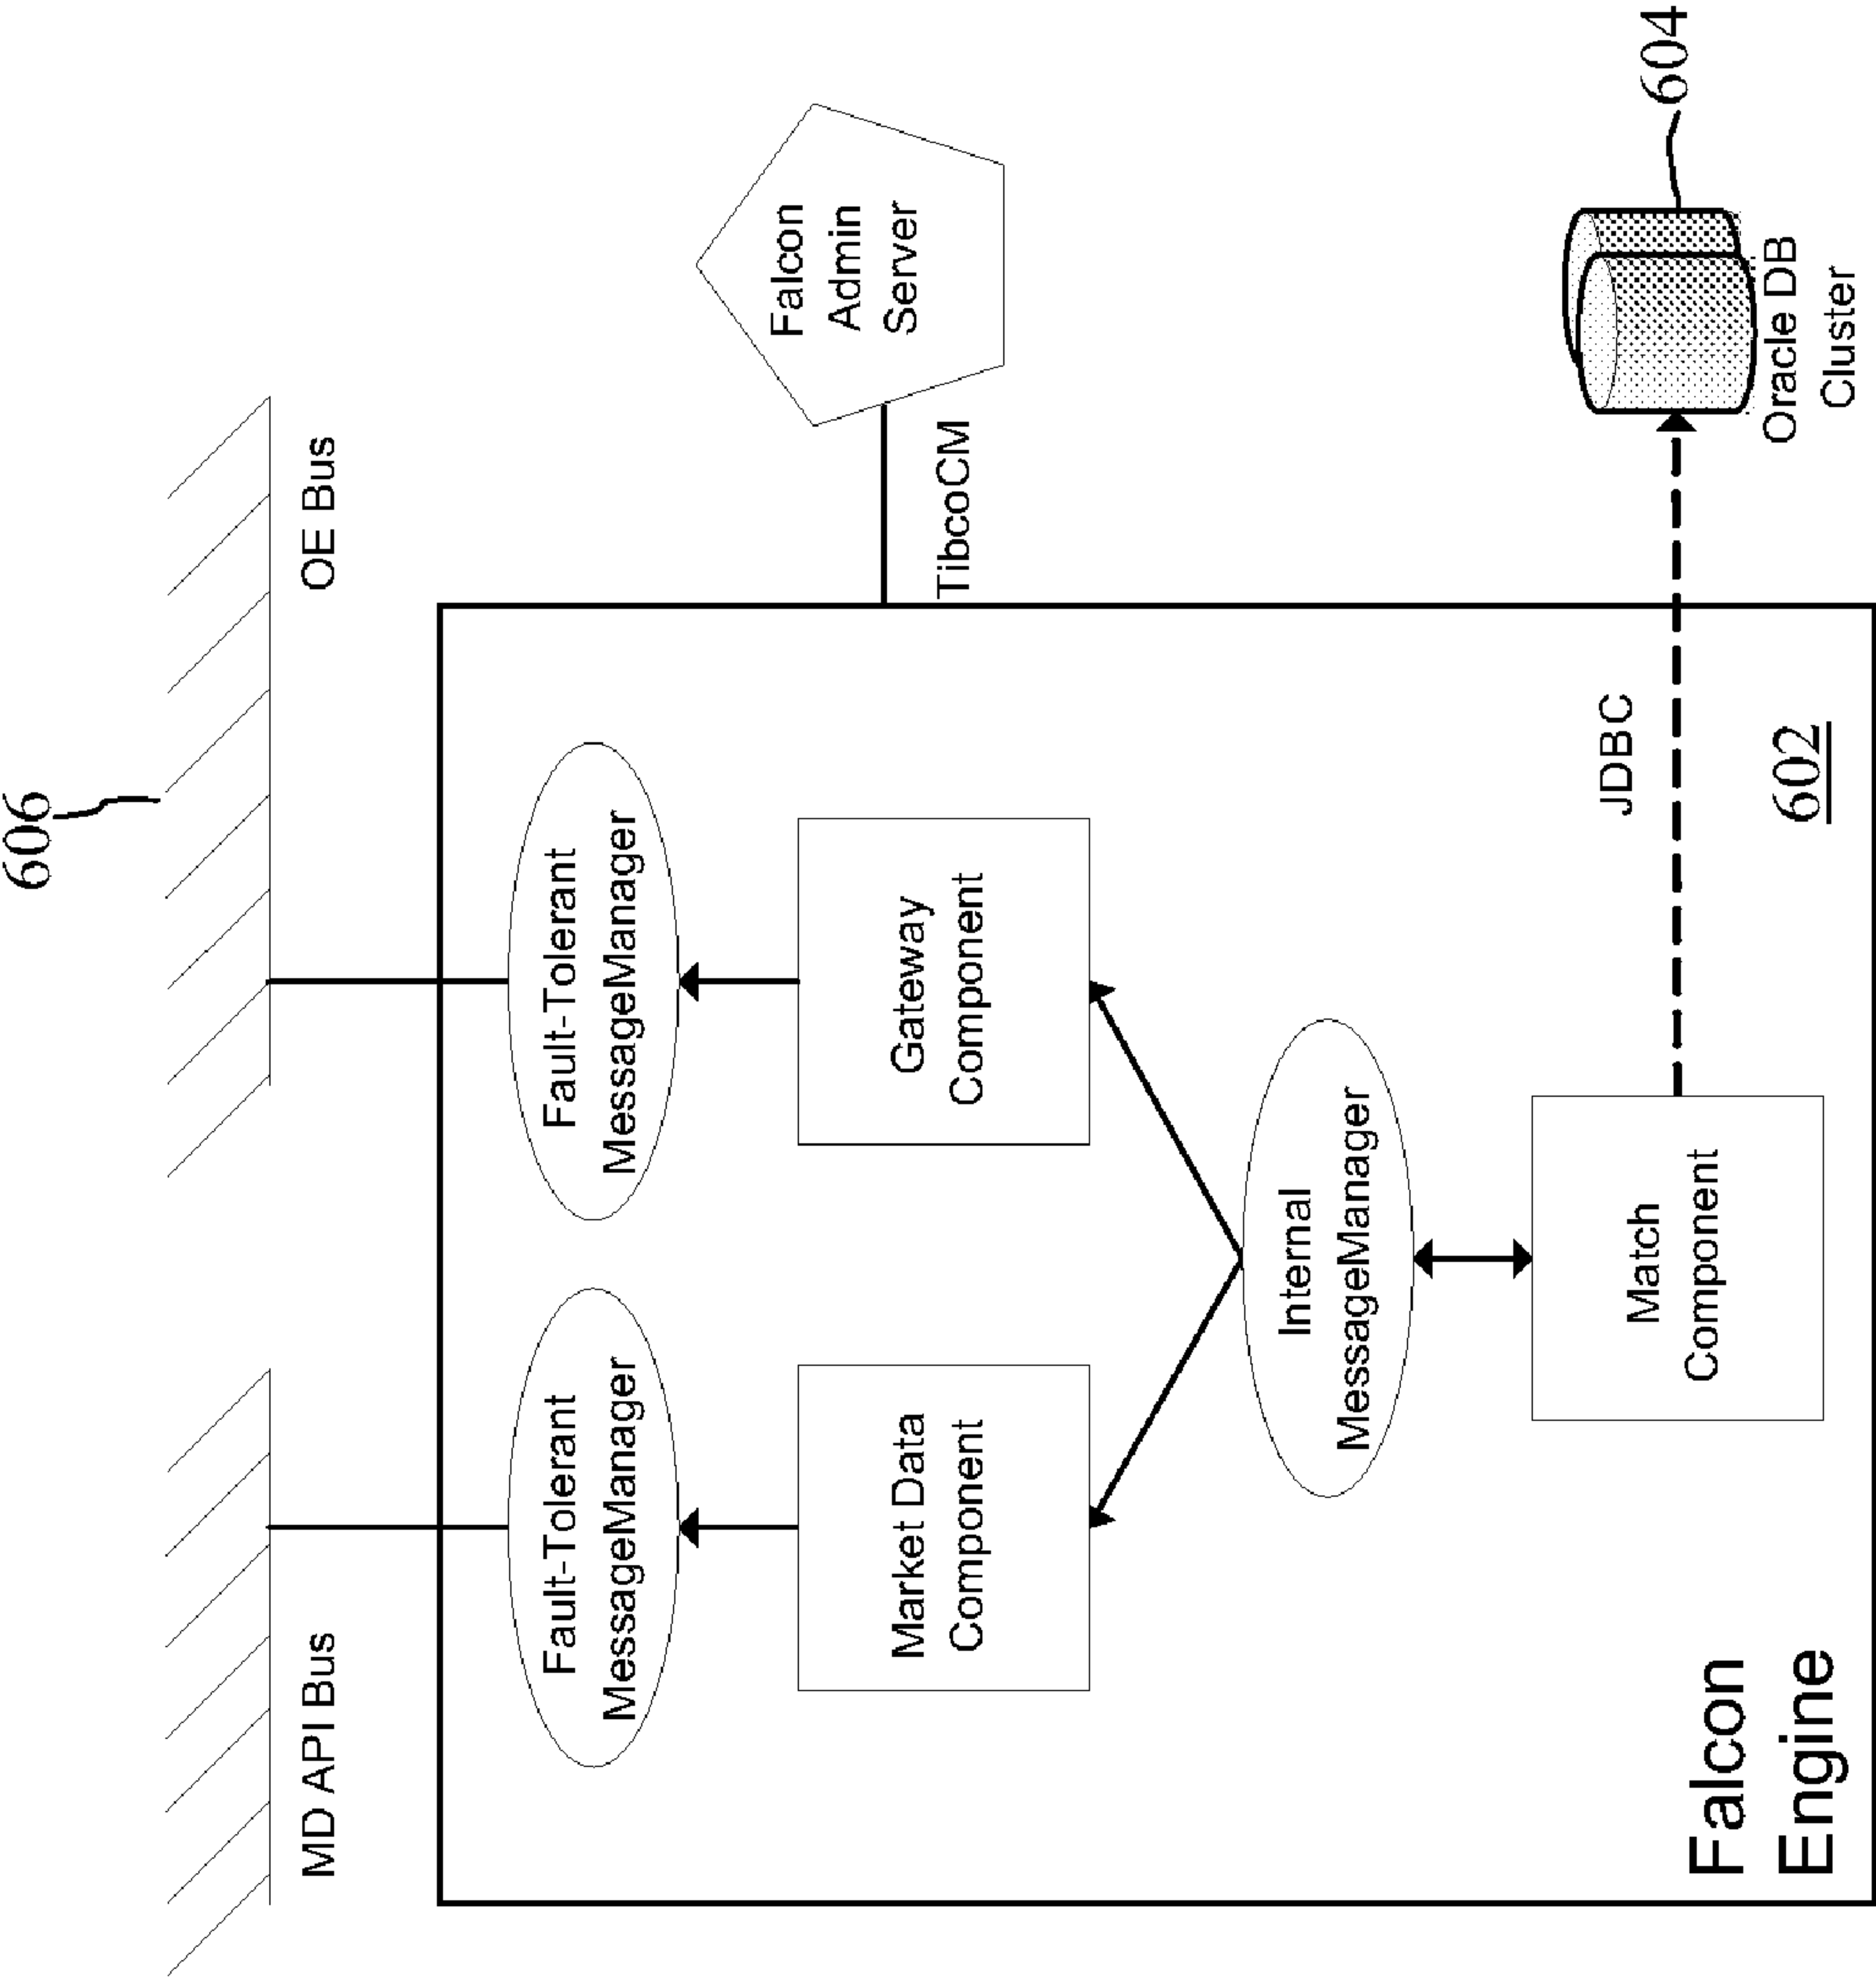 606
MD API Bus
OE Bus
Fault-Tolerant
MessageManager
Fault-Tolerant
MessageManager
Falcon
Admin
Server
TibcoCM
Market Data
Component
Gateway
Component
Internal
MessageManager
Match
Component
JDBC
604
Oracle DB
Cluster
602
Falcon
Engine